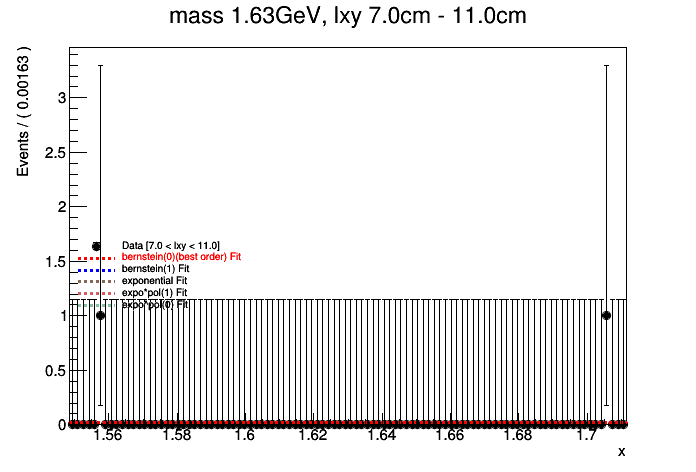 mass 1.63GeV, lxy 7.0cm - 11.0cm
Events / ( 0.00163 )
3
2.5
2
1.5
1
0.5
0
Data [7.0 < lxy < 11.0]
bernstein(0)(best order) Fit
bernstein(1) Fit
exponential Fit
expo*pol(1) Fit
expo*pol(0) Fit
1.56 1.58 1.6 1.62 1.64 1.66 1.68 1.7
x